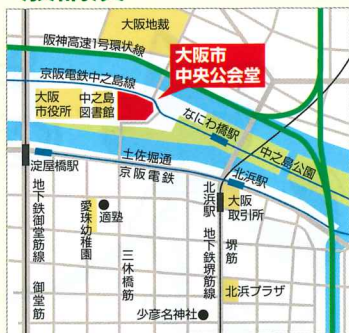 大阪地裁
阪神高速1号環状線
大阪市
中央公会堂
京阪電鉄中之島線
大阪
市役所
中之島
図書館
なにわ橋駅
中之島公園
土佐堀通
京阪電鉄
淀屋橋駅
北浜駅
北浜駅
大阪
取引所
地下鉄御堂筋線
愛珠幼稚園
適塾
三休橋筋
地下鉄堺筋線
堺筋
御堂筋
北浜プラザ
少彦名神社